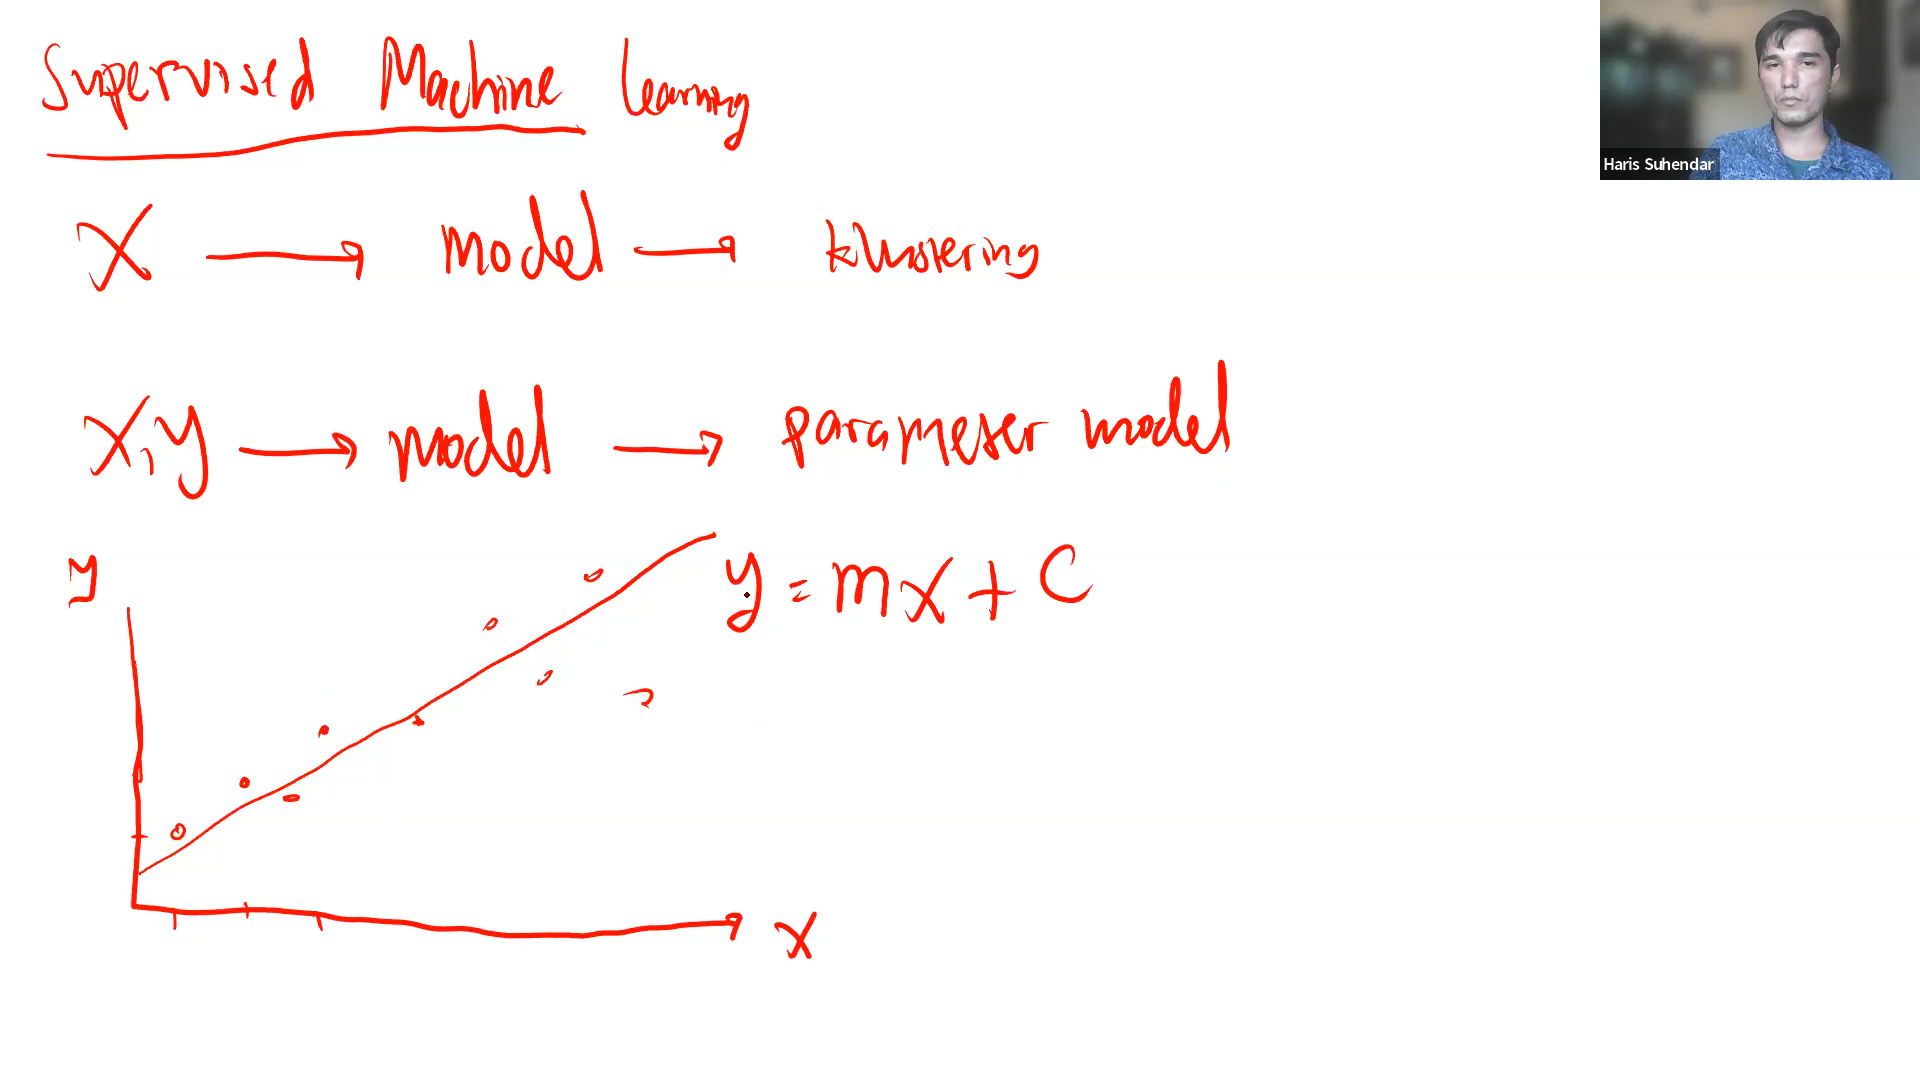 Supervised Machine Learning
Haris Suhendar
X → model → klustering
X, y → model → parameter model
y
y = mx + c
x